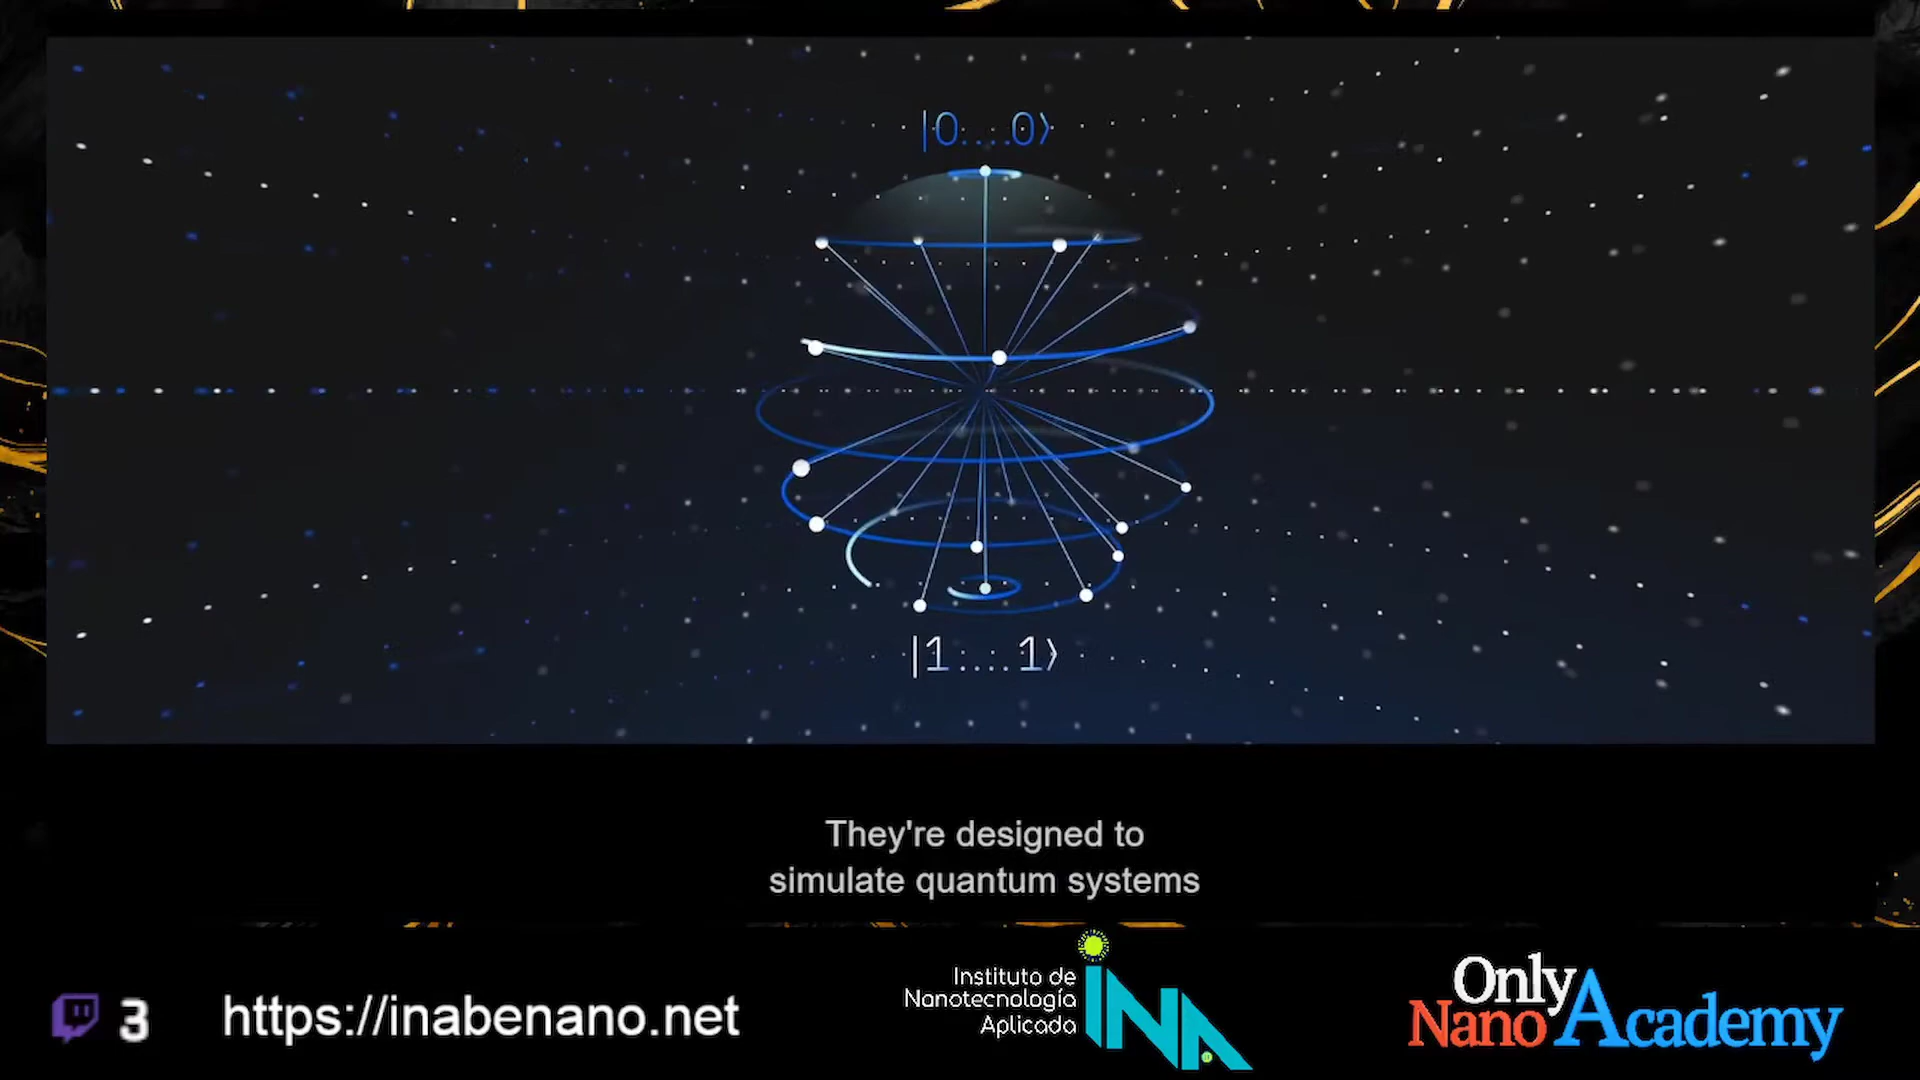 |0....0⟩
|1....1⟩
They're designed to
simulate quantum systems
3
https://inabenano.net
Instituto de
Nanotecnología
Aplicada
iNA
Only
Nano Academy